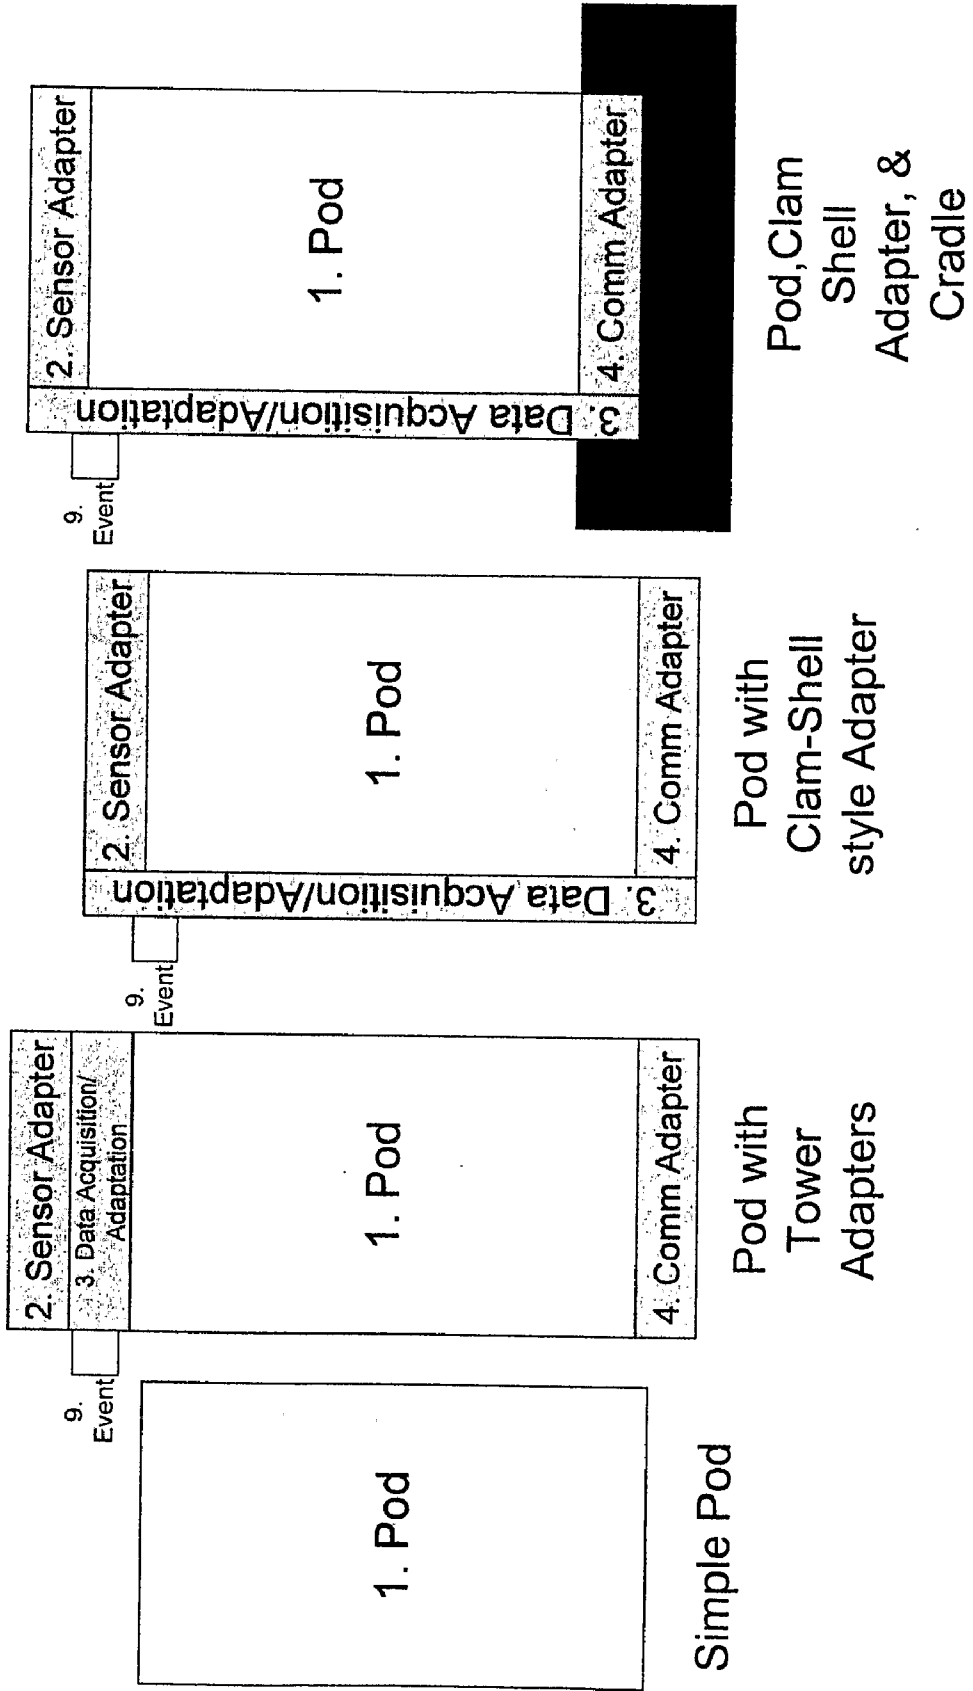 1. Pod
Simple Pod
2. Sensor Adapter
3. Data Acquisition/
Adaptation
9.
Event
1. Pod
4. Comm Adapter
Pod with
Tower
Adapters
2. Sensor Adapter
9.
Event
3. Data Acquisition/Adaptation
1. Pod
4. Comm Adapter
Pod with
Clam-Shell
style Adapter
2. Sensor Adapter
9.
Event
3. Data Acquisition/Adaptation
1. Pod
4. Comm Adapter
Pod,Clam
Shell
Adapter, &
Cradle